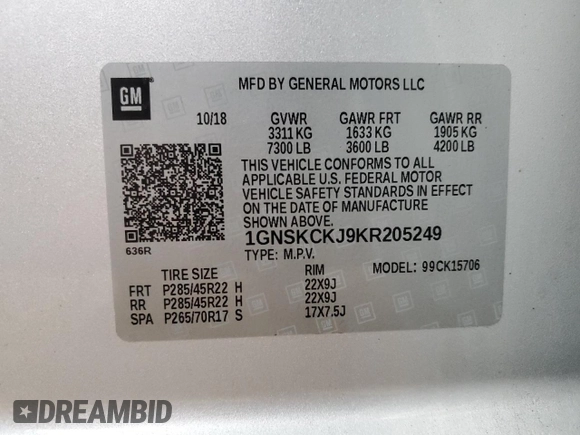 GM
MFD BY GENERAL MOTORS LLC
10/18 GVWR GAWR FRT GAWR RR
3311 KG 1633 KG 1905 KG
7300 LB 3600 LB 4200 LB
THIS VEHICLE CONFORMS TO ALL
APPLICABLE U.S. FEDERAL MOTOR
VEHICLE SAFETY STANDARDS IN EFFECT
ON THE DATE OF MANUFACTURE
SHOWN ABOVE.
1GNSKCKJ9KR205249
636R
TYPE: M.P.V. MODEL: 99CK15706
TIRE SIZE RIM
FRT P285/45R22 H 22X9J
RR P285/45R22 H 22X9J
SPA P265/70R17 S 17X7.5J
DREAMBID